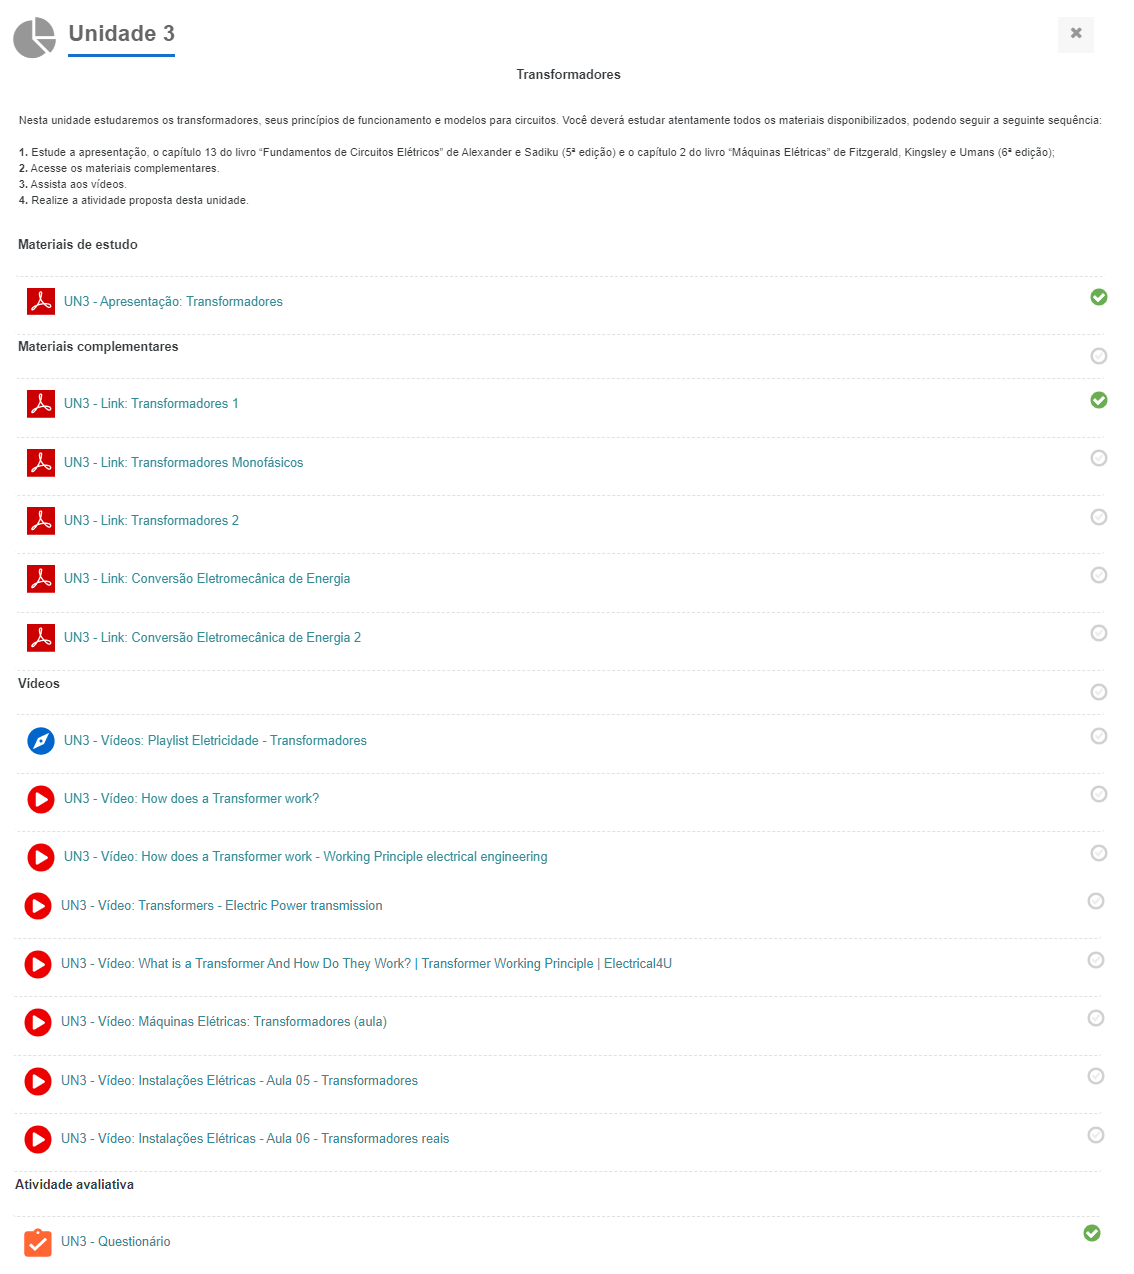 Unidade 3
Transformadores
Nesta unidade estudaremos os transformadores, seus princípios de funcionamento e modelos para circuitos. Você deverá estudar atentamente todos os materiais disponibilizados, podendo seguir a seguinte sequência:
1. Estude a apresentação, o capítulo 13 do livro “Fundamentos de Circuitos Elétricos” de Alexander e Sadiku (5ª edição) e o capítulo 2 do livro “Máquinas Elétricas” de Fitzgerald, Kingsley e Umans (6ª edição);
2. Acesse os materiais complementares.
3. Assista aos vídeos.
4. Realize a atividade proposta desta unidade.
Materiais de estudo
UN3 - Apresentação: Transformadores
Materiais complementares
UN3 - Link: Transformadores 1
UN3 - Link: Transformadores Monofásicos
UN3 - Link: Transformadores 2
UN3 - Link: Conversão Eletromecânica de Energia
UN3 - Link: Conversão Eletromecânica de Energia 2
Vídeos
UN3 - Vídeos: Playlist Eletricidade - Transformadores
UN3 - Vídeo: How does a Transformer work?
UN3 - Vídeo: How does a Transformer work - Working Principle electrical engineering
UN3 - Vídeo: Transformers - Electric Power transmission
UN3 - Vídeo: What is a Transformer And How Do They Work? | Transformer Working Principle | Electrical4U
UN3 - Vídeo: Máquinas Elétricas: Transformadores (aula)
UN3 - Vídeo: Instalações Elétricas - Aula 05 - Transformadores
UN3 - Vídeo: Instalações Elétricas - Aula 06 - Transformadores reais
Atividade avaliativa
UN3 - Questionário